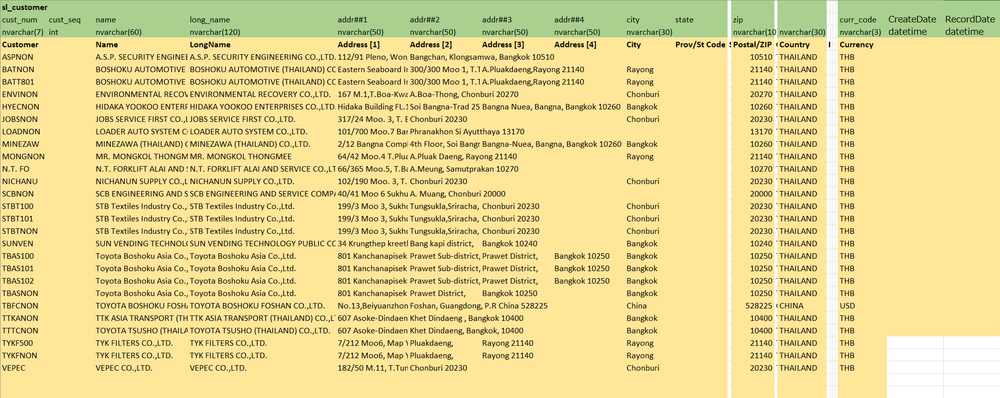 sl_customer
cust_num cust_seq name long_name addr##1 addr##2 addr##3 addr##4 city state zip curr_code CreateDate RecordDate
nvarchar(7) int nvarchar(60) nvarchar(120) nvarchar(50) nvarchar(50) nvarchar(50) nvarchar(50) nvarchar(30) nvarchar(10) nvarchar(30) nvarchar(3) datetime datetime
Customer Name LongName Address [1] Address [2] Address [3] Address [4] City Prov/St Code Postal/ZIP Country Currency
ASPNON A.S.P. SECURITY ENGINEE A.S.P. SECURITY ENGINEERING CO.,LTD. 112/91 Pleno, Won Bangchan, Klongsamwa, Bangkok 10510 10510 THAILAND THB
BATNON BOSHOKU AUTOMOTIVE BOSHOKU AUTOMOTIVE (THAILAND) CC Eastern Seaboard 300/300 Moo 1, T.T A.Pluakdaeng,Rayong 21140 Rayong 21140 THAILAND THB
BATT801 BOSHOKU AUTOMOTIVE BOSHOKU AUTOMOTIVE (THAILAND) CC Eastern Seaboard 300/300 Moo 1, T.T A.Pluakdaeng,Rayong 21140 Rayong 21140 THAILAND THB
ENVINON ENVIRONMENTAL RECOV ENVIRONMENTAL RECOVERY CO.,LTD. 167 M.1,T.Boa-Kwa A.Boa-Thong, Chonburi 20270 Chonburi 20270 THAILAND THB
HYECNON HIDAKA YOOKOO ENTERF HIDAKA YOOKOO ENTERPRISES CO.,LTD. Hidaka Building FL.1 Soi Bangna-Trad 25 Bangna Nuea, Bangna, Bangkok 10260 Bangkok 10260 THAILAND THB
JOBSNON JOBS SERVICE FIRST CO.,L JOBS SERVICE FIRST CO.,LTD. 317/24 Moo. 3, T. Chonburi 20230 Chonburi 20230 THAILAND THB
LOADNON LOADER AUTO SYSTEM C LOADER AUTO SYSTEM CO.,LTD. 101/700 Moo.7 Bar Phranakhon Si Ayutthaya 13170 13170 THAILAND THB
MINEZAW MINEZAWA (THAILAND) MINEZAWA (THAILAND) CO.,LTD. 2/12 Bangna Compl 4th Floor, Soi Bangr Bangna-Nuea, Bangna, Bangkok 10260 Bangkok 10260 THAILAND THB
MONGNON MR. MONGKOL THONGM MR. MONGKOL THONGMEE 64/42 Moo.4 T.Plua A.Pluak Daeng, Rayong 21140 Rayong 21140 THAILAND THB
N.T. FO N.T. FORKLIFT ALAI AND N.T. FORKLIFT ALAI AND SERVICE CO.,LT 66/365 Moo.5, T.Ba A.Meung, Samutprakan 10270 10270 THAILAND THB
NICHANU NICHANUN SUPPLY CO.,L NICHANUN SUPPLY CO.,LTD. 102/190 Moo. 3, T. Chonburi 20230 Chonburi 20230 THAILAND THB
SCBNON SCB ENGINEERING AND S SCB ENGINEERING AND SERVICE COMPA 40/41 Moo 6 Sukhu A. Muang, Chonburi 20000 20000 THAILAND THB
STBT100 STB Textiles Industry Co., STB Textiles Industry Co.,Ltd. 199/3 Moo 3, Sukhu Tungsukla,Sriracha, Chonburi 20230 Chonburi 20230 THAILAND THB
STBT101 STB Textiles Industry Co., STB Textiles Industry Co.,Ltd. 199/3 Moo 3, Sukhu Tungsukla,Sriracha, Chonburi 20230 Chonburi 20230 THAILAND THB
STBTNON STB Textiles Industry Co., STB Textiles Industry Co.,Ltd. 199/3 Moo 3, Sukhu Tungsukla,Sriracha, Chonburi 20230 Chonburi 20230 THAILAND THB
SUNVEN SUN VENDING TECHNOLO SUN VENDING TECHNOLOGY PUBLIC CC 34 Krungthep kreetl Bang kapi district, Bangkok 10240 Bangkok 10240 THAILAND THB
TBAS100 Toyota Boshoku Asia Co., Toyota Boshoku Asia Co.,Ltd. 801 Kanchanapisek Prawet Sub-district, Prawet District, Bangkok 10250 Bangkok 10250 THAILAND THB
TBAS101 Toyota Boshoku Asia Co., Toyota Boshoku Asia Co.,Ltd. 801 Kanchanapisek Prawet Sub-district, Prawet District, Bangkok 10250 Bangkok 10250 THAILAND THB
TBAS102 Toyota Boshoku Asia Co., Toyota Boshoku Asia Co.,Ltd. 801 Kanchanapisek Prawet Sub-district, Prawet District, Bangkok 10250 Bangkok 10250 THAILAND THB
TBASNON Toyota Boshoku Asia Co., Toyota Boshoku Asia Co.,Ltd. 801 Kanchanapisek Prawet District, Bangkok 10250 Bangkok 10250 THAILAND THB
TBFCNON TOYOTA BOSHOKU FOSHA TOYOTA BOSHOKU FOSHAN CO.,LTD. No.13,Beiyuanzhon Foshan, Guangdong, P.R China 528225 China 528225 CHINA USD
TTKANON TTK ASIA TRANSPORT (TH TTK ASIA TRANSPORT (THAILAND) CO.,LT 607 Asoke-Dindaen Khet Dindaeng , Bangkok 10400 Bangkok 10400 THAILAND THB
TTTCNON TOYOTA TSUSHO (THAILA TOYOTA TSUSHO (THAILAND) CO.,LTD. 607 Asoke-Dindaen Khet Dindaeng, Bangkok, 10400 Bangkok 10400 THAILAND THB
TYKF500 TYK FILTERS CO.,LTD. TYK FILTERS CO.,LTD. 7/212 Moo6, Map Y Pluakdaeng, Rayong 21140 Rayong 21140 THAILAND THB
TYKFNON TYK FILTERS CO.,LTD. TYK FILTERS CO.,LTD. 7/212 Moo6, Map Y Pluakdaeng, Rayong 21140 Rayong 21140 THAILAND THB
VEPEC VEPEC CO.,LTD. VEPEC CO.,LTD. 182/50 M.11, T.Tun Chonburi 20230 Chonburi 20230 THAILAND THB